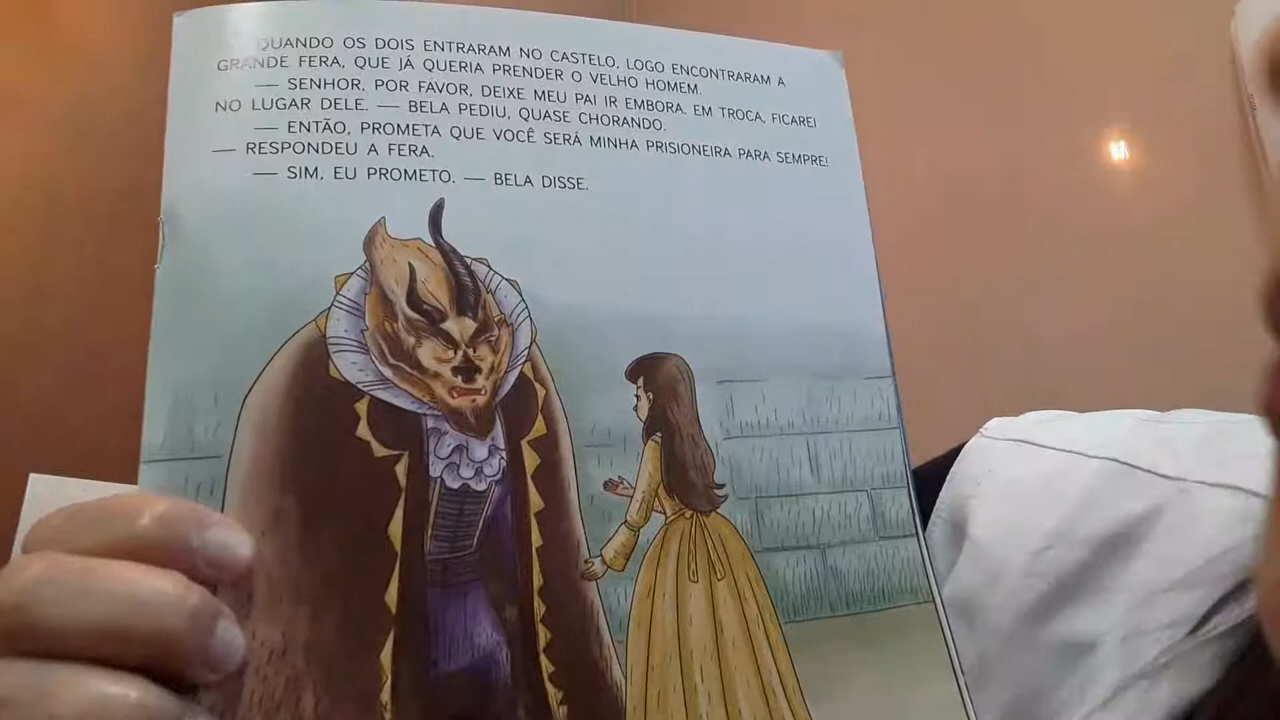 QUANDO OS DOIS ENTRARAM NO CASTELO, LOGO ENCONTRARAM A
GRANDE FERA, QUE JÁ QUERIA PRENDER O VELHO HOMEM.
— SENHOR, POR FAVOR, DEIXE MEU PAI IR EMBORA. EM TROCA, FICAREI
NO LUGAR DELE. — BELA PEDIU, QUASE CHORANDO.
— ENTÃO, PROMETA QUE VOCÊ SERÁ MINHA PRISIONEIRA PARA SEMPRE!
— RESPONDEU A FERA.
— SIM, EU PROMETO. — BELA DISSE.